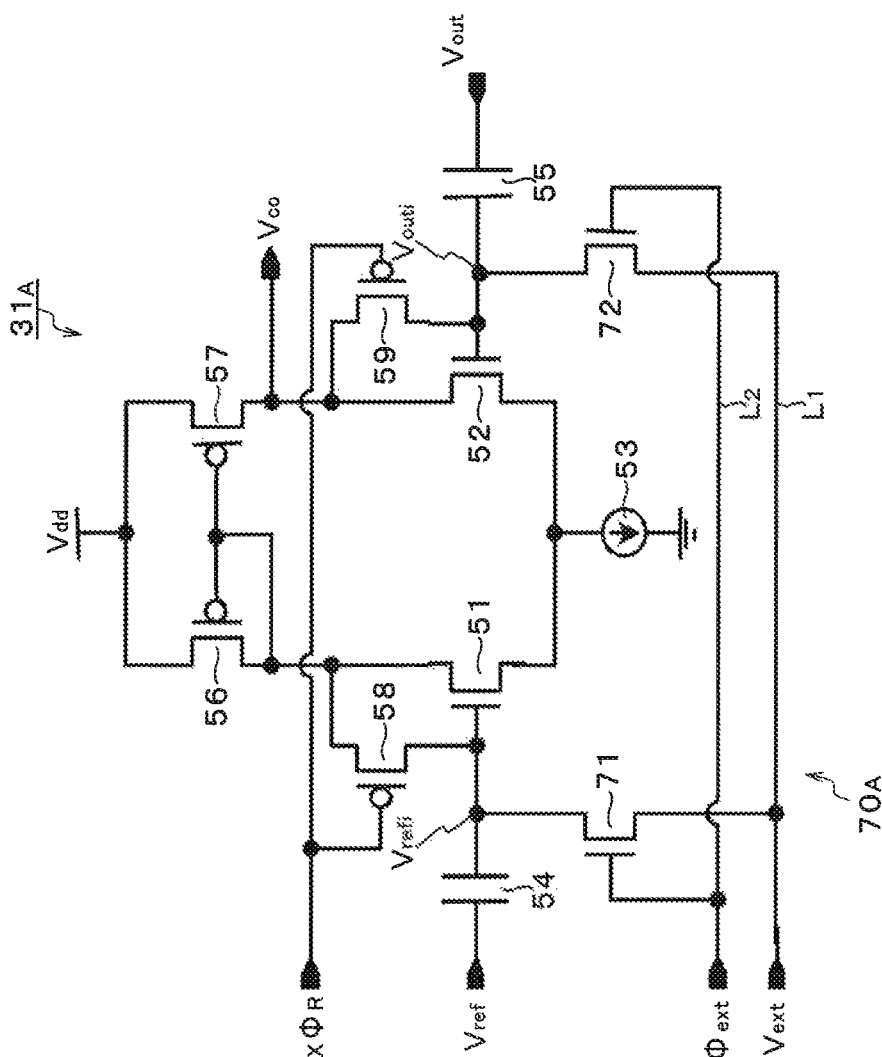 31A
Vdd
56
57
Vco
xΦR
58
59
Vrefi
Vouti
Vref
54
51
52
55
Vout
71
53
72
Φext
L2
Vext
L1
70A